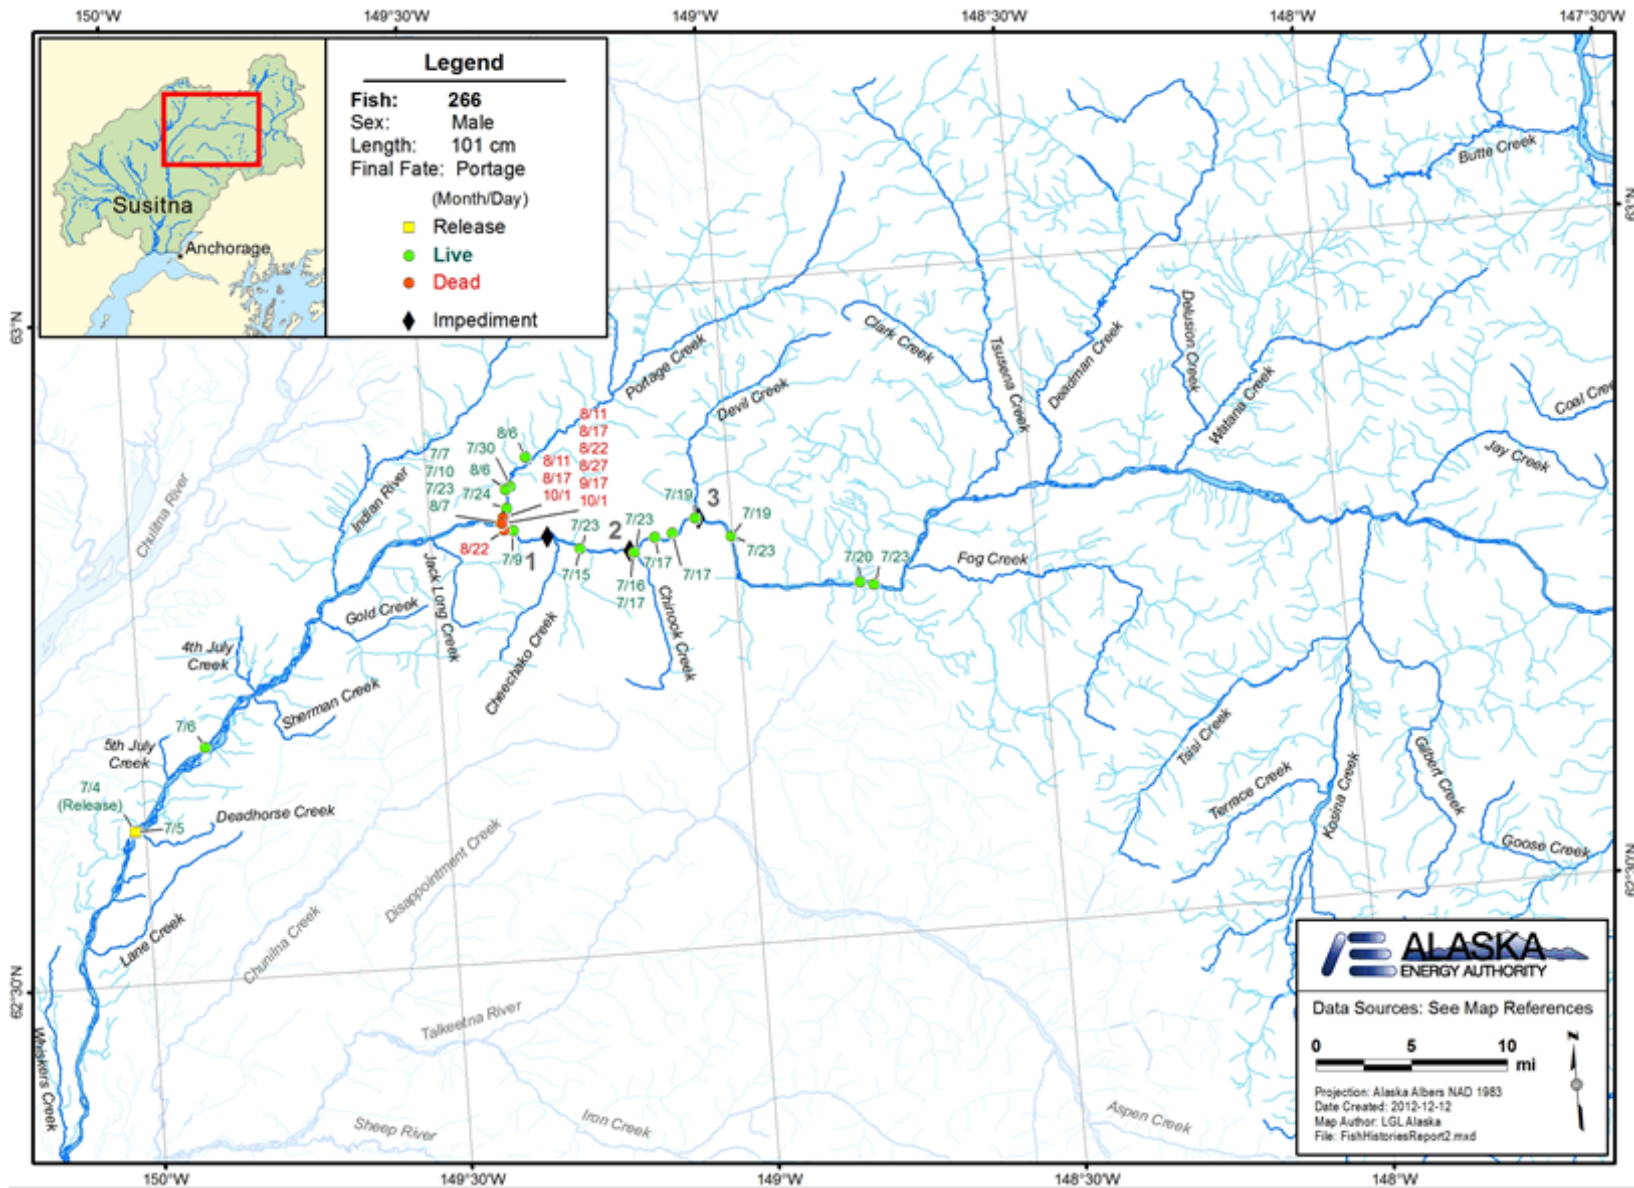 150°W
149°30'W
149°W
148°30'W
148°W
147°30'W
Susitna
Anchorage
Legend
Fish: 266
Sex: Male
Length: 101 cm
Final Fate: Portage
(Month/Day)
Release
Live
Dead
Impediment
63°N
63°N
Butte Creek
Portage Creek
Devil Creek
Clark Creek
Tsusena Creek
Deadman Creek
Delusion Creek
Watana Creek
Coal Cree
Jay Creek
Chulitna River
Indian River
7/7
7/10
7/23
8/7
7/30
8/6
8/6
7/24
8/11
8/17
10/1
8/11
8/17
8/22
8/27
9/17
10/1
8/22
7/9
1
7/23
7/15
2
7/23
7/16
7/17
7/17
7/17
7/19
3
7/19
7/23
7/20
7/23
Fog Creek
Jack Long Creek
Gold Creek
Cheechako Creek
Chinook Creek
4th July
Creek
Sherman Creek
7/6
5th July
Creek
7/4
(Release)
7/5
Deadhorse Creek
Lane Creek
Chunilna Creek
Disappointment Creek
Talkeetna River
Tsisi Creek
Terrace Creek
Kosina Creek
Gilbert Creek
Goose Creek
62°30'N
Whiskers Creek
Sheep River
Iron Creek
Aspen Creek
ALASKA
ENERGY AUTHORITY
Data Sources: See Map References
0 5 10
mi
N
Projection: Alaska Albers NAD 1983
Date Created: 2012-12-12
Map Author: LGL Alaska
File: FishHistoriesReport2.mxd
150°W
149°30'W
149°W
148°30'W
148°W